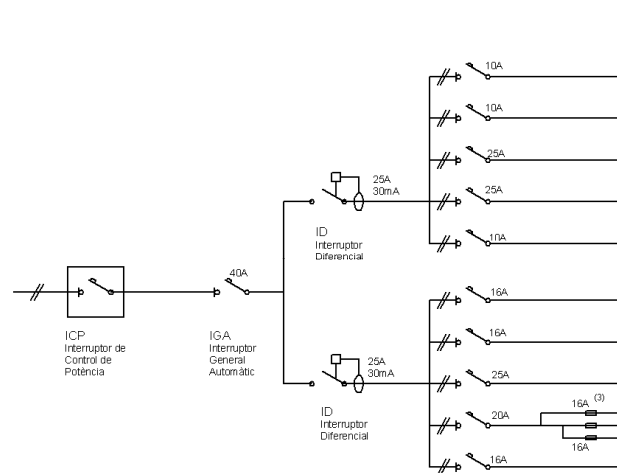 10A
10A
25A
25A
30mA
25A
ID
Interruptor
Diferencial
10A
40A
16A
ICP
Interruptor de
Control de
Potència
IGA
Interruptor
General
Automàtic
16A
25A
30mA
25A
16A (3)
ID
Interruptor
Diferencial
20A
16A
16A